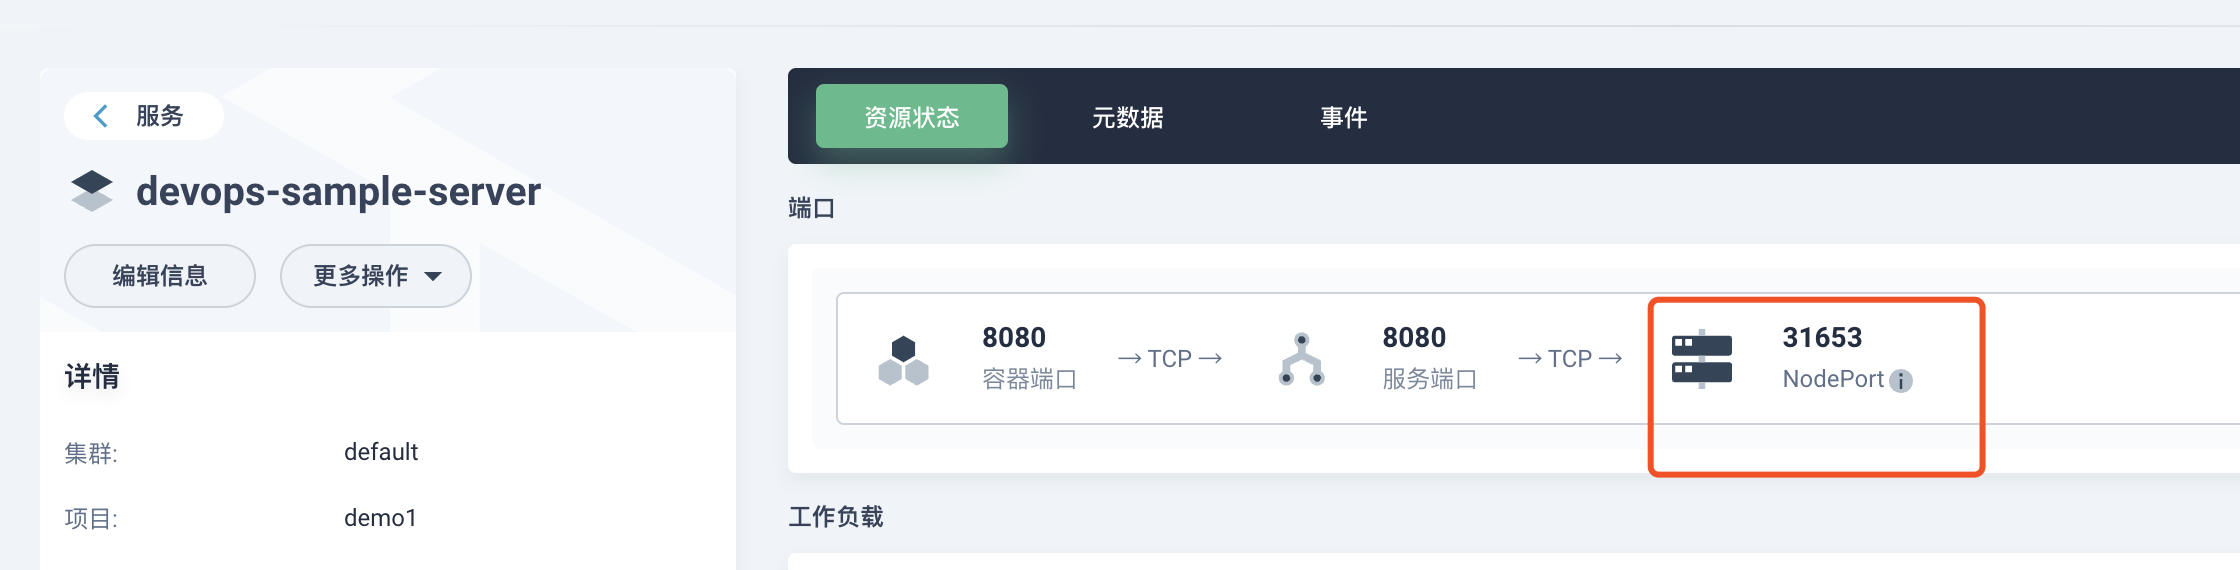 服务
devops-sample-server
编辑信息
更多操作
详情
集群: default
项目: demo1
资源状态 元数据 事件
端口
8080 → TCP → 8080 → TCP → 31653
容器端口 服务端口 NodePort
工作负载